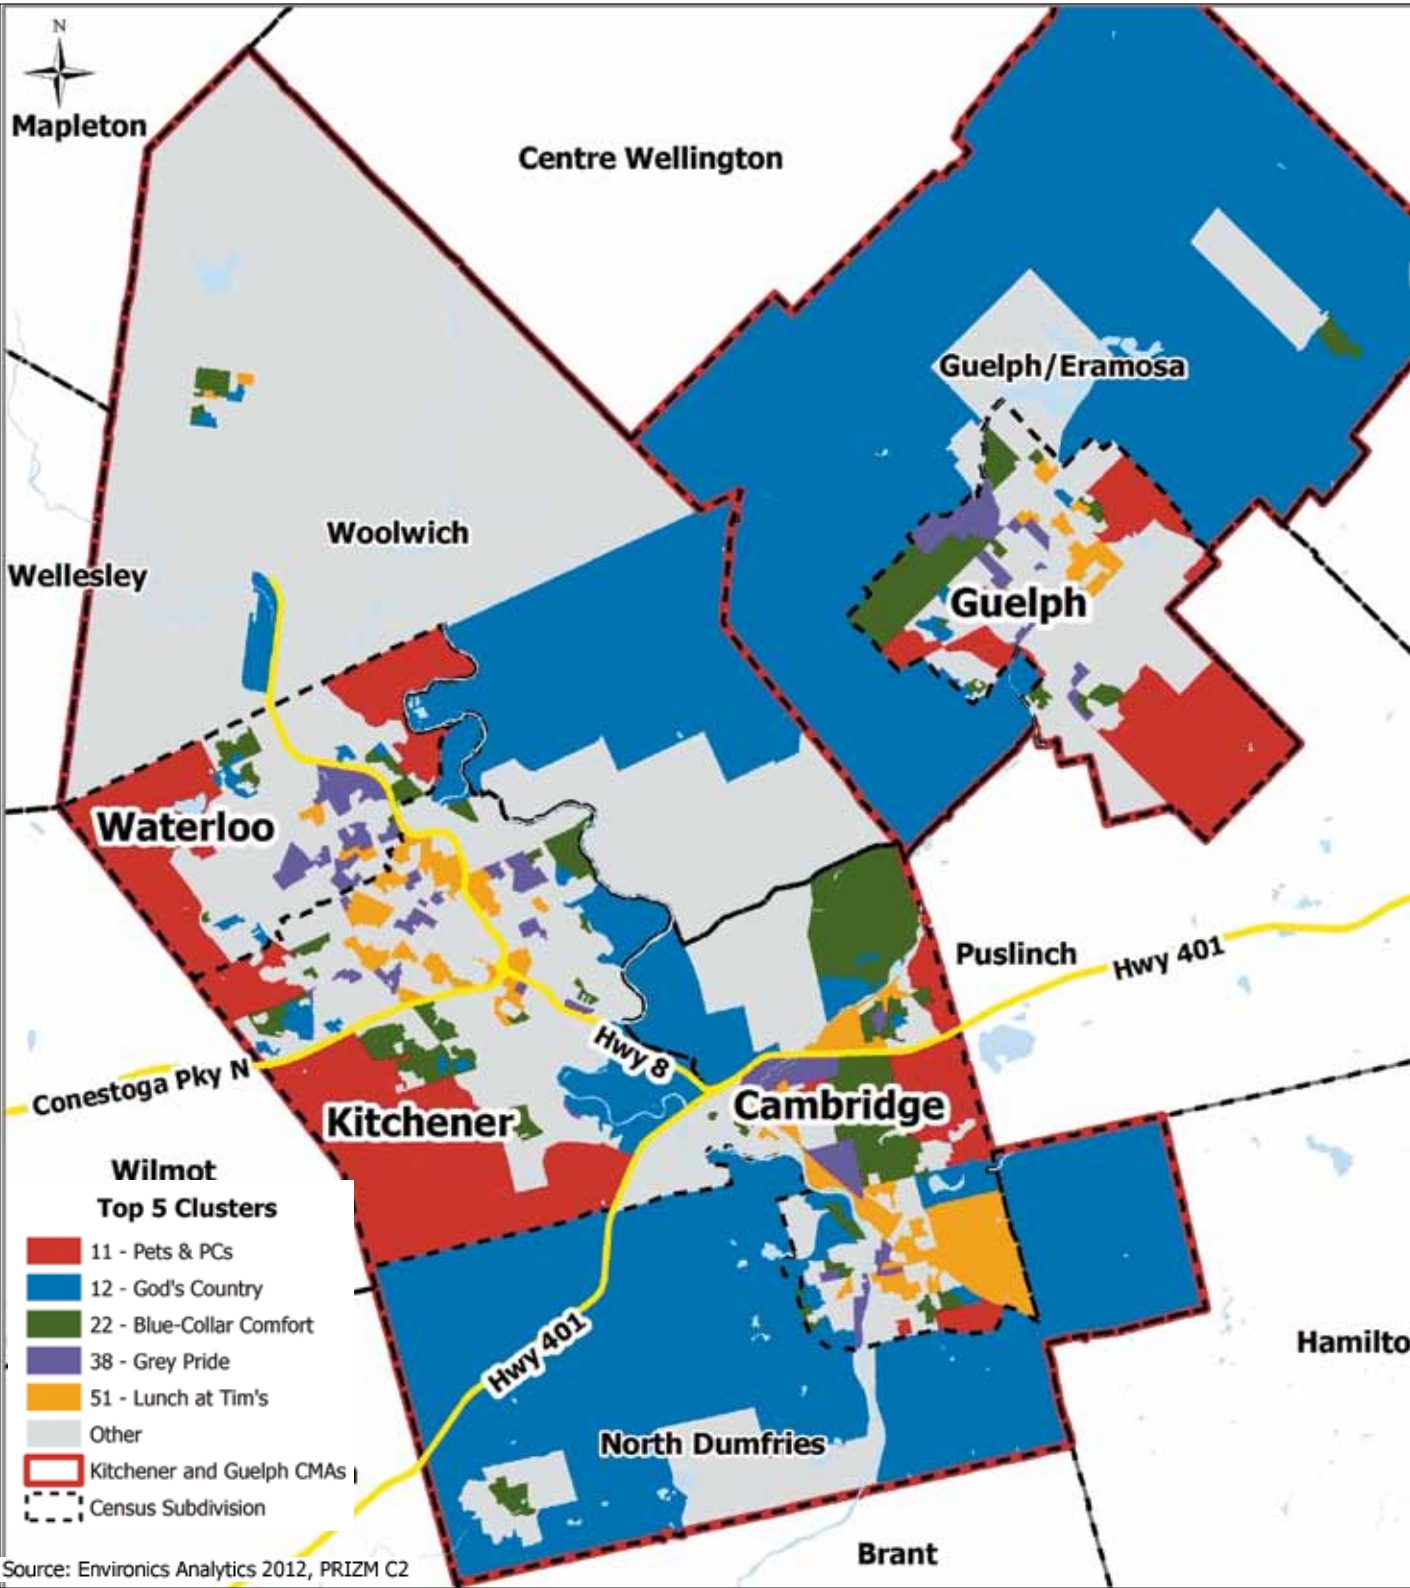 N
Mapleton
Centre Wellington
Guelph/Eramosa
Woolwich
Wellesley
Guelph
Waterloo
Puslinch
Hwy 401
Hwy 8
Conestoga Pky N
Cambridge
Kitchener
Wilmot
Top 5 Clusters
11 - Pets & PCs
12 - God's Country
22 - Blue-Collar Comfort
38 - Grey Pride
51 - Lunch at Tim's
Other
Kitchener and Guelph CMAs
Census Subdivision
Hwy 401
Hamilto
North Dumfries
Brant
Source: Environics Analytics 2012, PRIZM C2